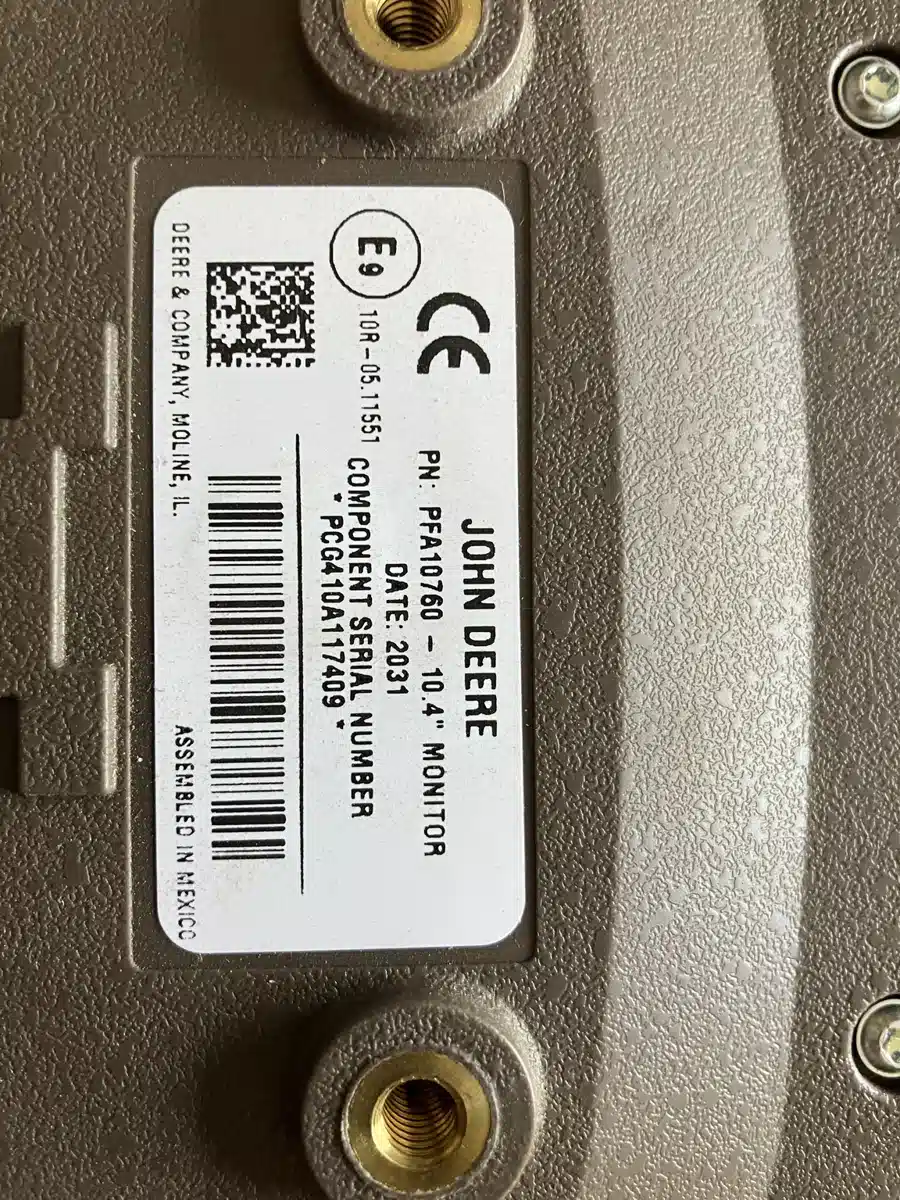 JOHN DEERE
PN: PFA10760 - 10.4" MONITOR
DATE: 2031
COMPONENT SERIAL NUMBER
* PCG410A117409 *
CE
E9
10R-05.11551
DEERE & COMPANY, MOLINE, IL.
ASSEMBLED IN MEXICO